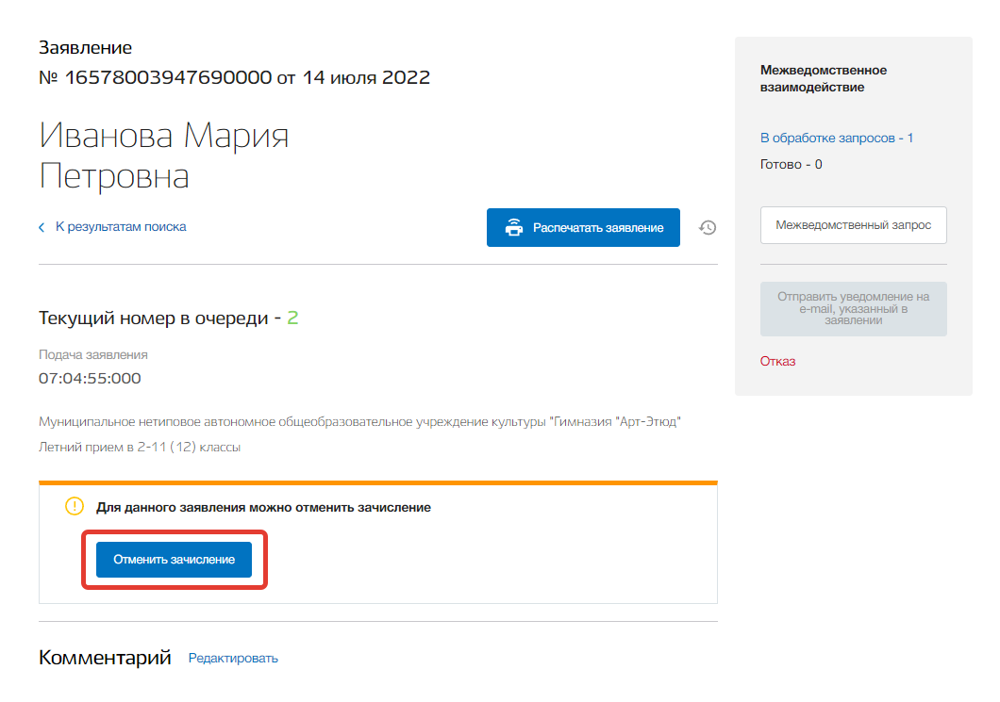 Заявление
№ 16578003947690000 от 14 июля 2022
Иванова Мария
Петровна
К результатам поиска
Распечатать заявление
Текущий номер в очереди - 2
Подача заявления
07:04:55:000
Муниципальное нетиповое автономное общеобразовательное учреждение культуры "Гимназия "Арт-Этюд"
Летний прием в 2-11 (12) классы
Для данного заявления можно отменить зачисление
Отменить зачисление
Комментарий Редактировать
Межведомственное
взаимодействие
В обработке запросов - 1
Готово - 0
Межведомственный запрос
Отправить уведомление на
e-mail, указанный в
заявлении
Отказ